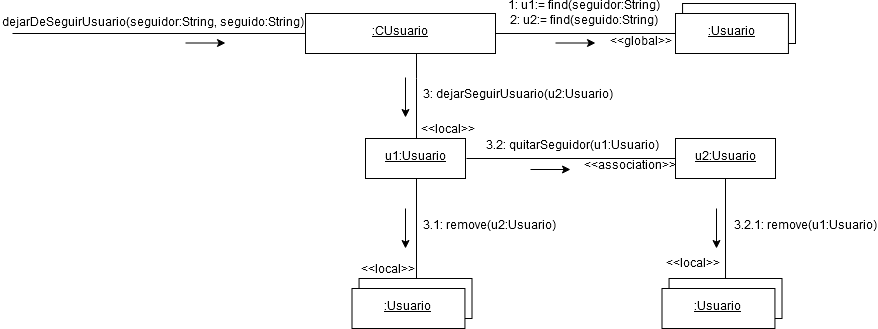 dejarDeSeguirUsuario(seguidor:String, seguido:String)
:CUsuario
1: u1:= find(seguidor:String)
2: u2:= find(seguido:String)
<<global>>
:Usuario
3: dejarSeguirUsuario(u2:Usuario)
<<local>>
u1:Usuario
3.2: quitarSeguidor(u1:Usuario)
<<association>>
u2:Usuario
3.1: remove(u2:Usuario)
<<local>>
:Usuario
3.2.1: remove(u1:Usuario)
<<local>>
:Usuario